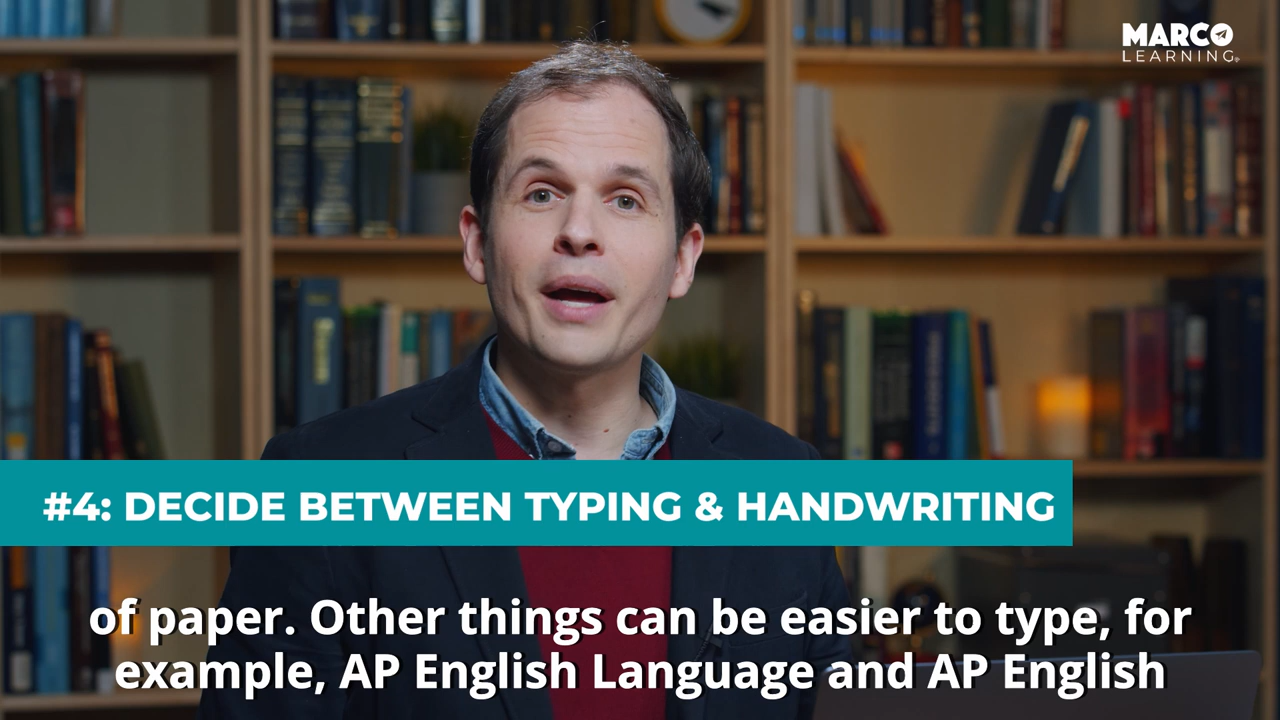 MARCO
LEARNING
#4: DECIDE BETWEEN TYPING & HANDWRITING
of paper. Other things can be easier to type, for
example, AP English Language and AP English